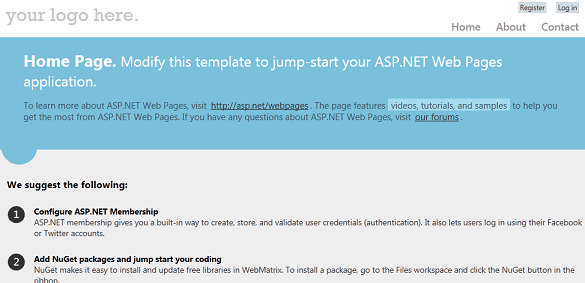 Register Log in
your logo here.
Home About Contact
Home Page. Modify this template to jump-start your ASP.NET Web Pages
application.
To learn more about ASP.NET Web Pages, visit http://asp.net/webpages . The page features videos, tutorials, and samples to help you
get the most from ASP.NET Web Pages. If you have any questions about ASP.NET Web Pages, visit our forums .
We suggest the following:
1 Configure ASP.NET Membership
ASP.NET membership gives you a built-in way to create, store, and validate user credentials (authentication). It also lets users log in using their Facebook
or Twitter accounts.
2 Add NuGet packages and jump start your coding
NuGet makes it easy to install and update free libraries in WebMatrix. To install a package, go to the Files workspace and click the NuGet button in the
ribbon.